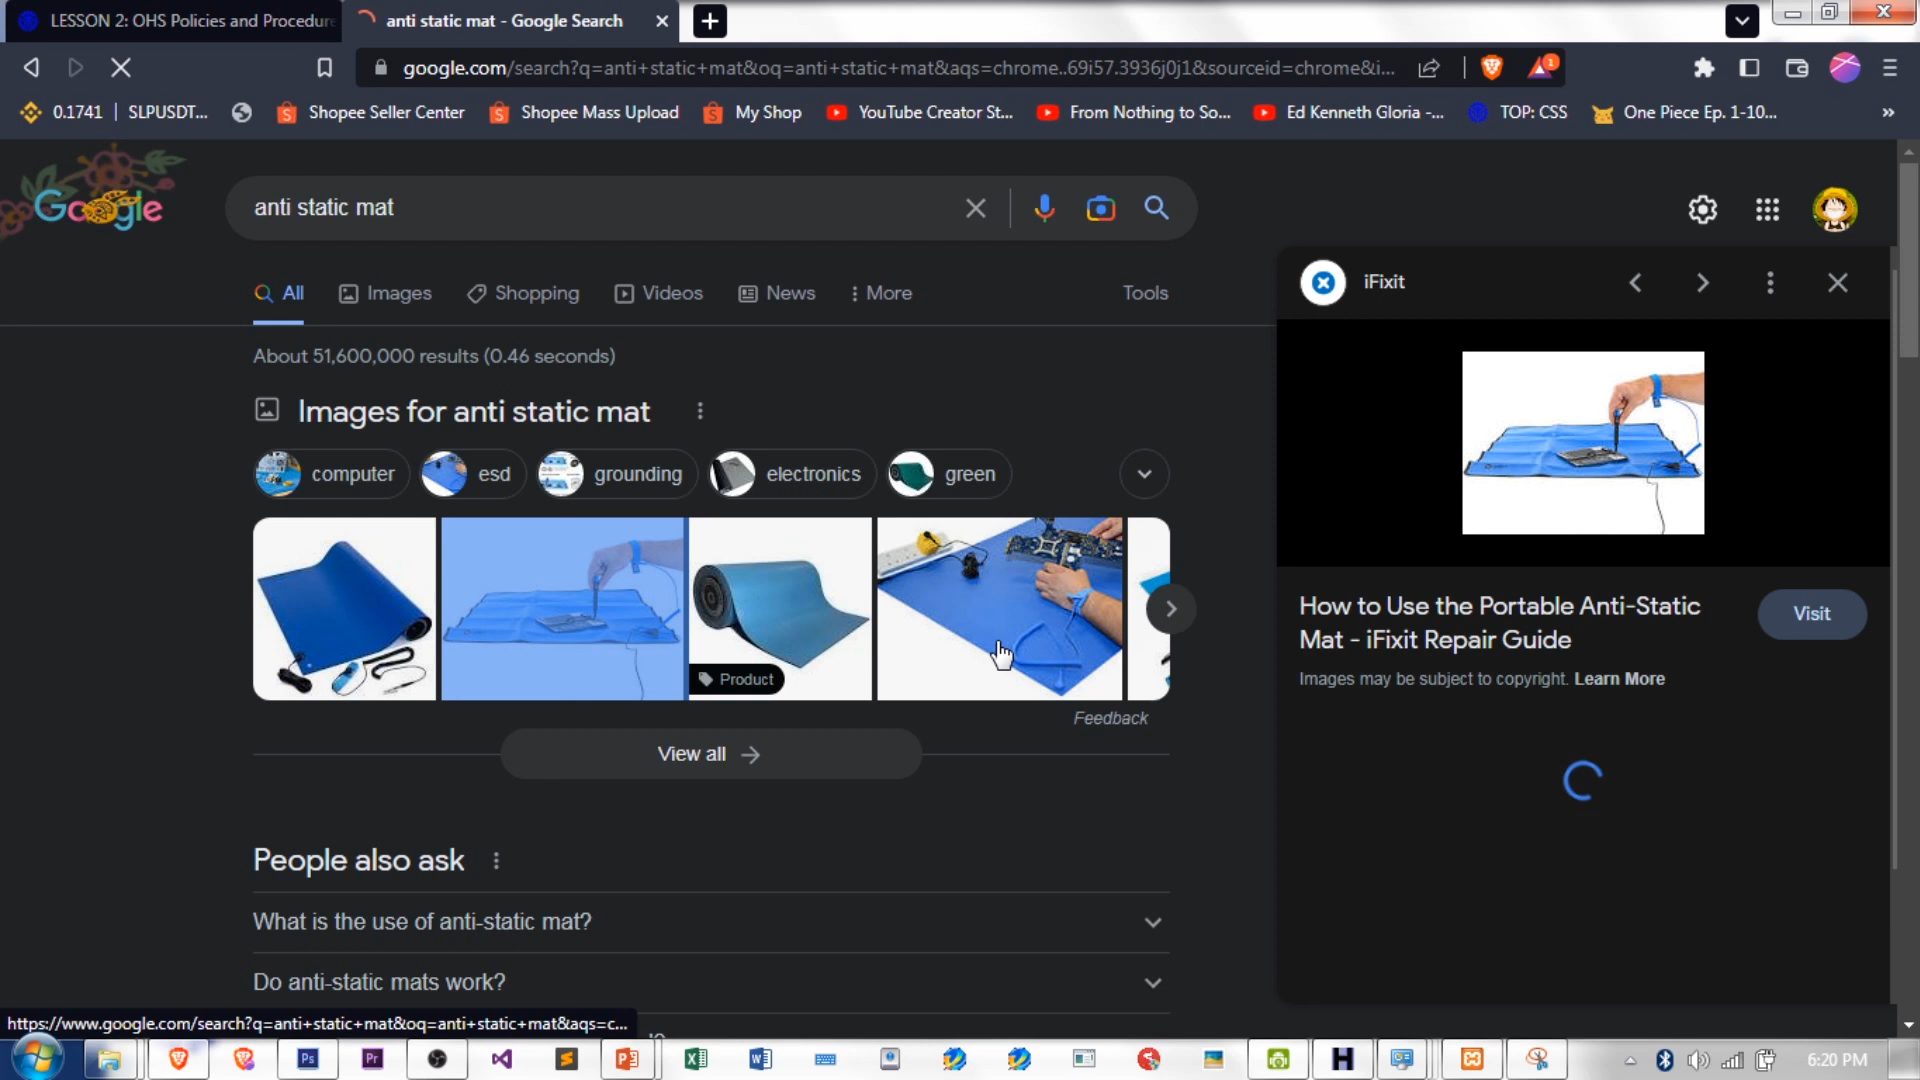 LESSON 2: OHS Policies and Procedure
anti static mat - Google Search
google.com/search?q=anti+static+mat&oq=anti+static+mat&aqs=chrome..69i57.3936j0j1&sourceid=chrome&i...
1
0.1741 | SLPUSDT...
Shopee Seller Center
Shopee Mass Upload
My Shop
YouTube Creator St...
From Nothing to So...
Ed Kenneth Gloria -...
TOP: CSS
One Piece Ep. 1-10...
»
Google
anti static mat
All
Images
Shopping
Videos
News
More
Tools
About 51,600,000 results (0.46 seconds)
Images for anti static mat
computer
esd
grounding
electronics
green
Product
Feedback
View all
People also ask
What is the use of anti-static mat?
Do anti-static mats work?
iFixit
How to Use the Portable Anti-Static
Mat - iFixit Repair Guide
Visit
Images may be subject to copyright. Learn More
https://www.google.com/search?q=anti+static+mat&oq=anti+static+mat&aqs=c...
Ps
Pr
H
6:20 PM